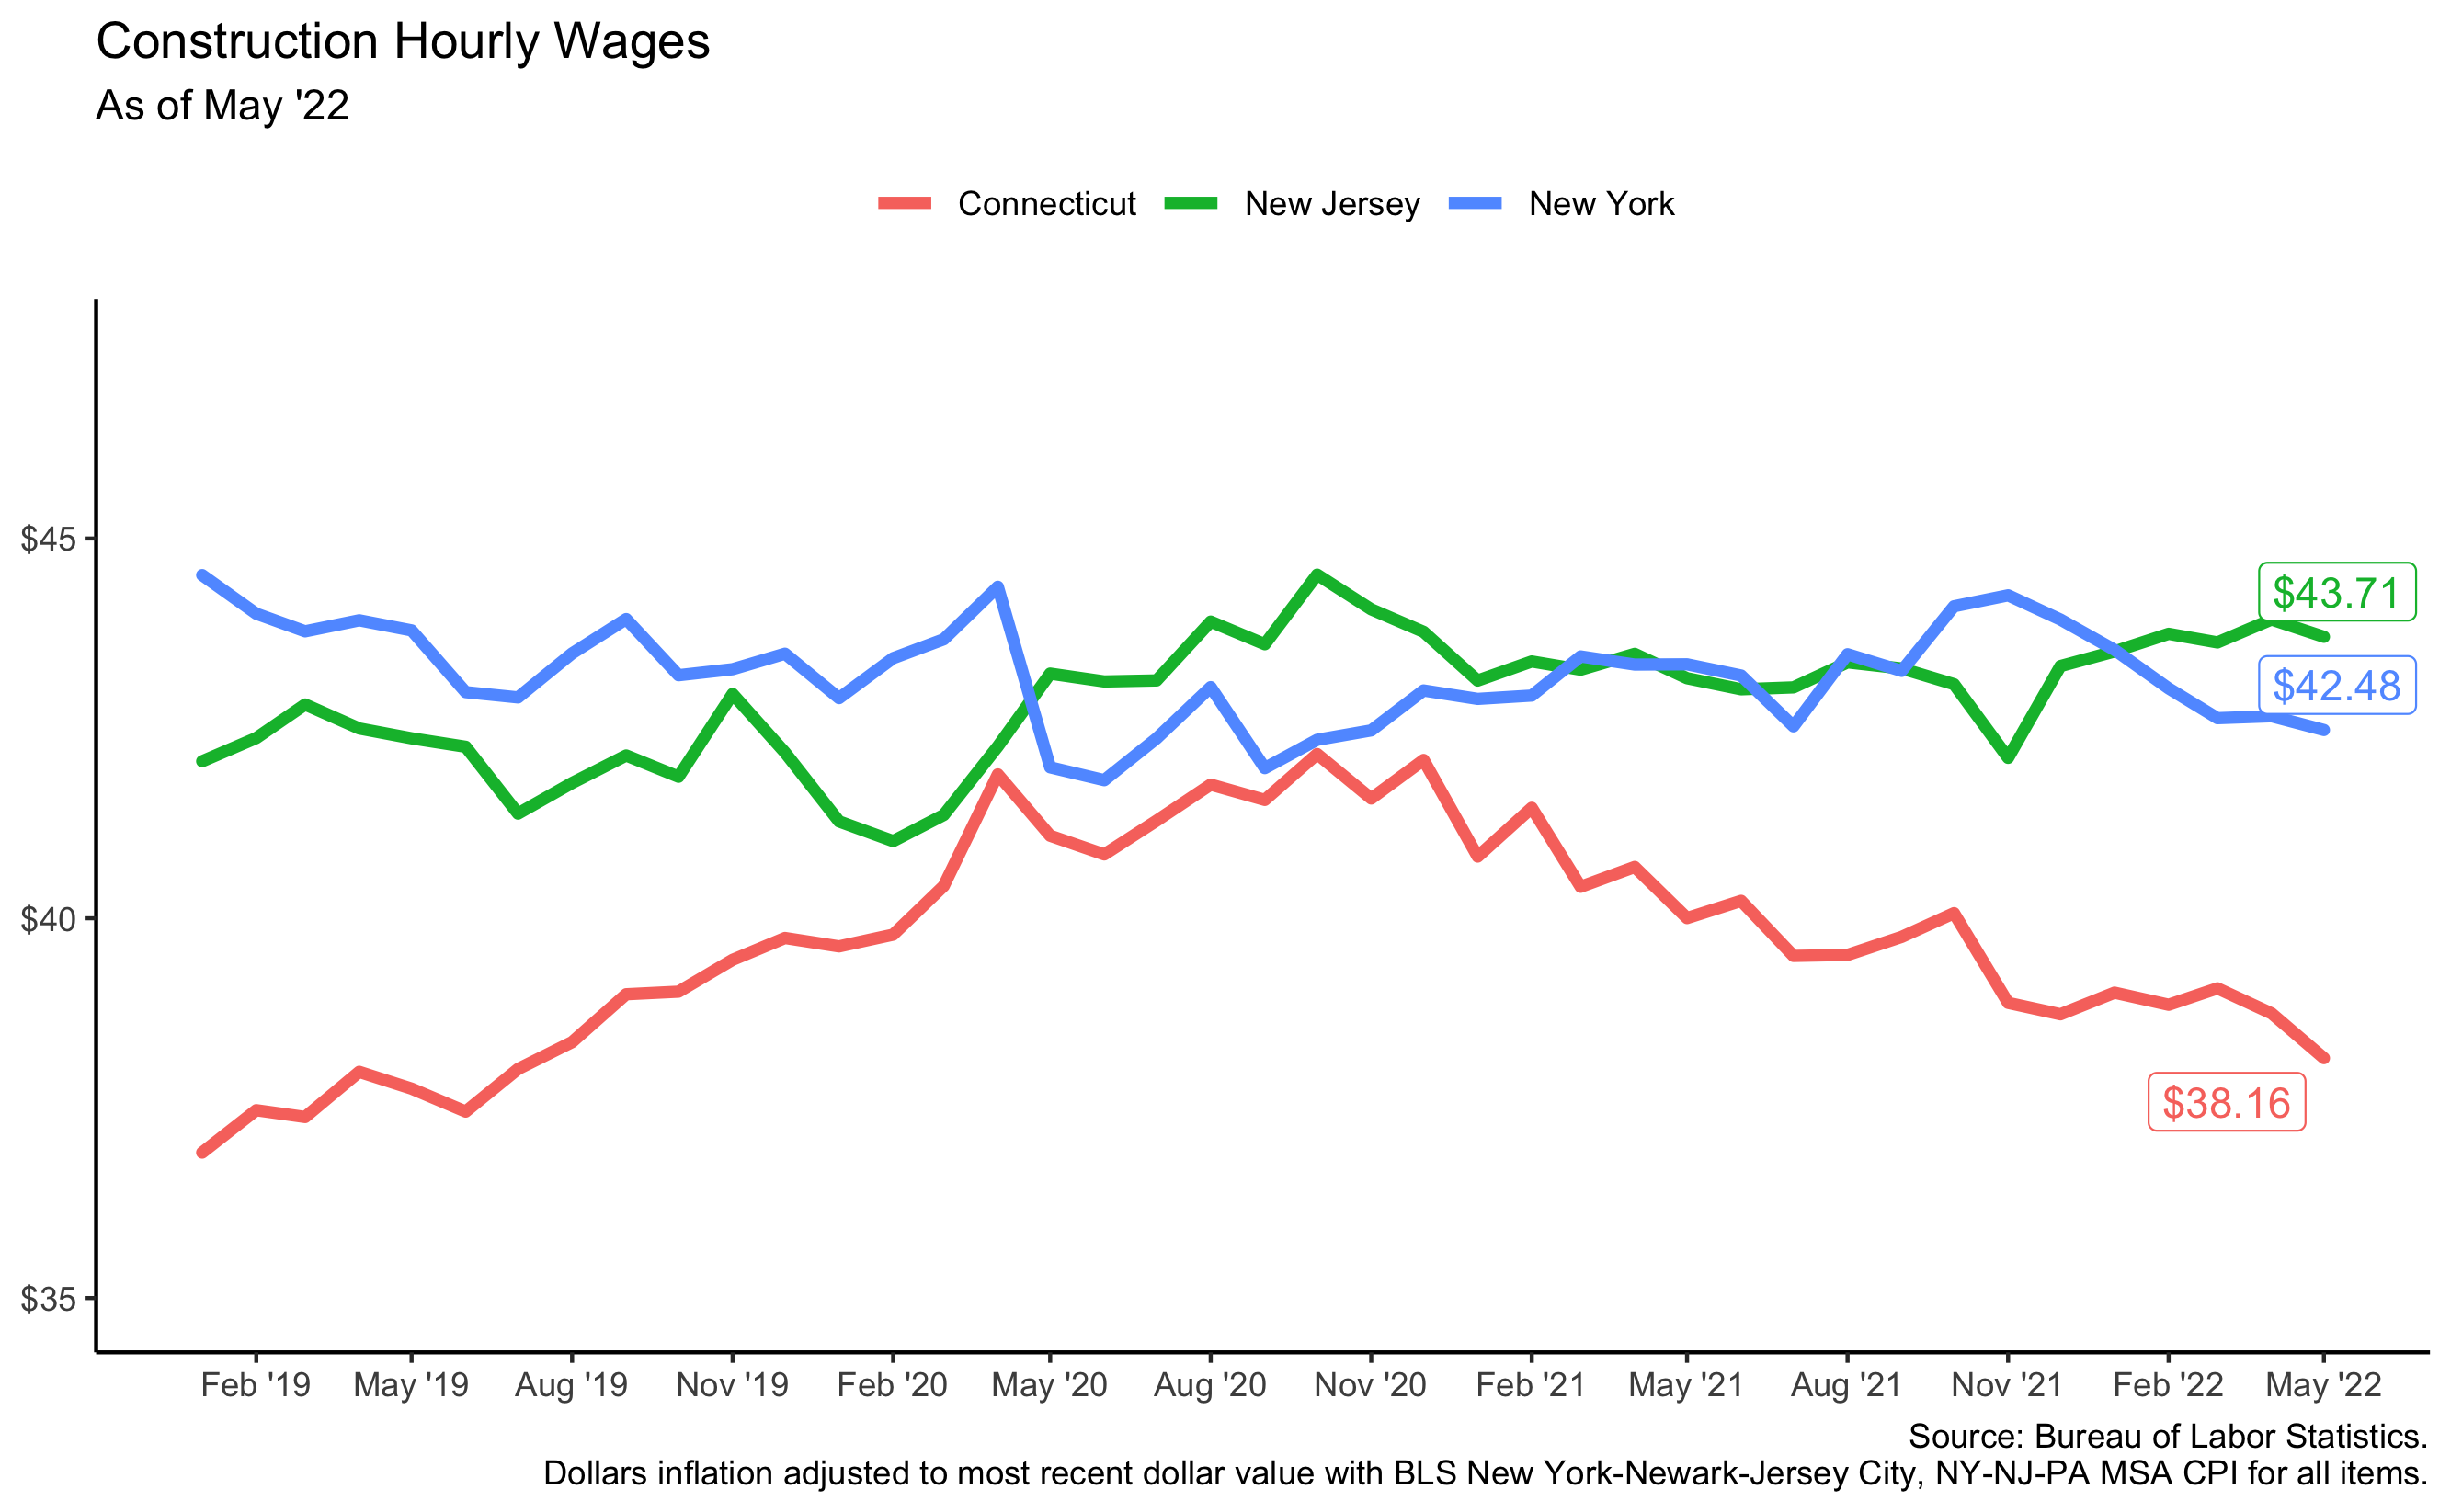 Construction Hourly Wages
As of May '22
Connecticut New Jersey New York
$45
$40
$35
$43.71
$42.48
$38.16
Feb '19 May '19 Aug '19 Nov '19 Feb '20 May '20 Aug '20 Nov '20 Feb '21 May '21 Aug '21 Nov '21 Feb '22 May '22
Source: Bureau of Labor Statistics.
Dollars inflation adjusted to most recent dollar value with BLS New York-Newark-Jersey City, NY-NJ-PA MSA CPI for all items.